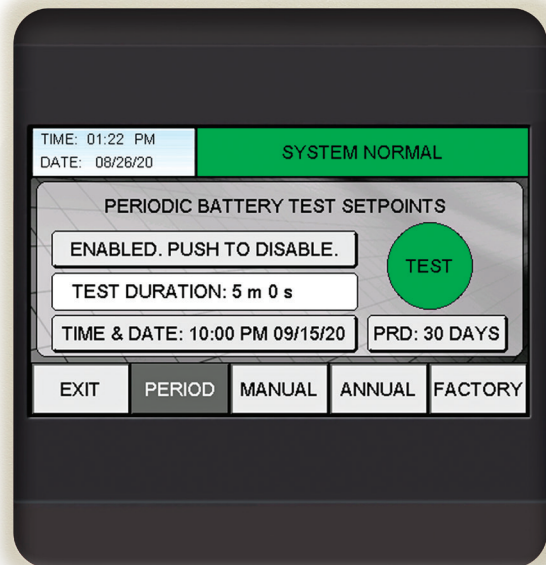 TIME: 01:22 PM
DATE: 08/26/20
SYSTEM NORMAL
PERIODIC BATTERY TEST SETPOINTS
ENABLED. PUSH TO DISABLE.
TEST
TEST DURATION: 5 m 0 s
TIME & DATE: 10:00 PM 09/15/20
PRD: 30 DAYS
EXIT
PERIOD
MANUAL
ANNUAL
FACTORY